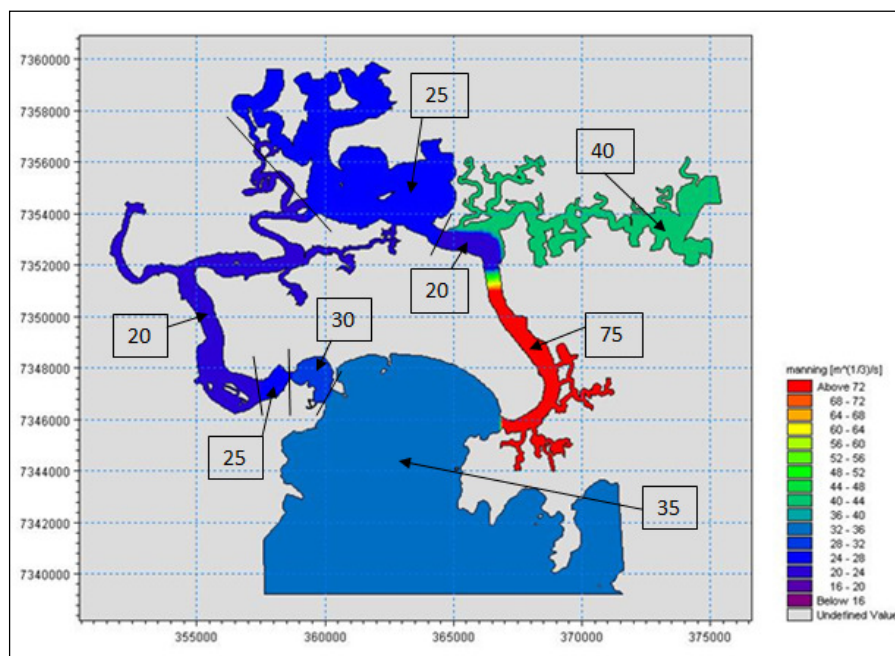 7360000
7358000
7356000
7354000
7352000
7350000
7348000
7346000
7344000
7342000
7340000
355000
360000
365000
370000
375000
25
40
20
20
30
75
25
35
manning [m^(1/3)/s]
Above 72
68 - 72
64 - 68
60 - 64
56 - 60
52 - 56
48 - 52
44 - 48
40 - 44
36 - 40
32 - 36
28 - 32
24 - 28
20 - 24
16 - 20
Below 16
Undefined Value